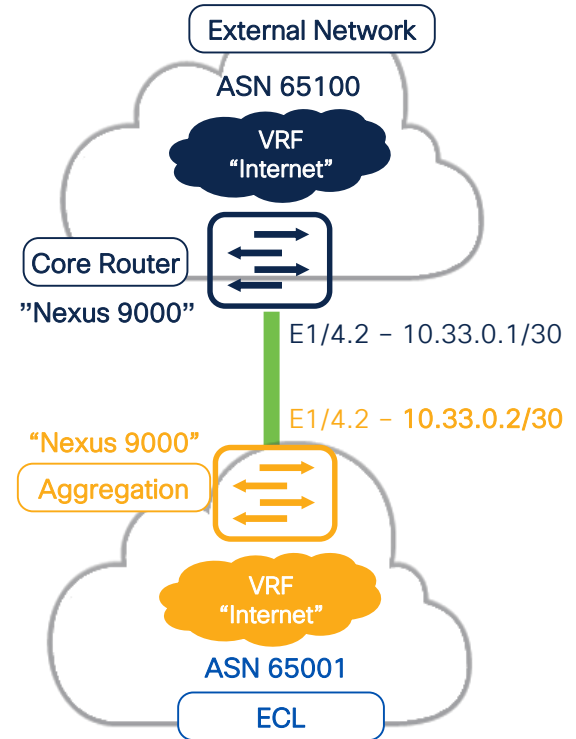 External Network
ASN 65100
VRF
“Internet”
Core Router
”Nexus 9000”
E1/4.2 – 10.33.0.1/30
E1/4.2 – 10.33.0.2/30
“Nexus 9000”
Aggregation
VRF
“Internet”
ASN 65001
ECL